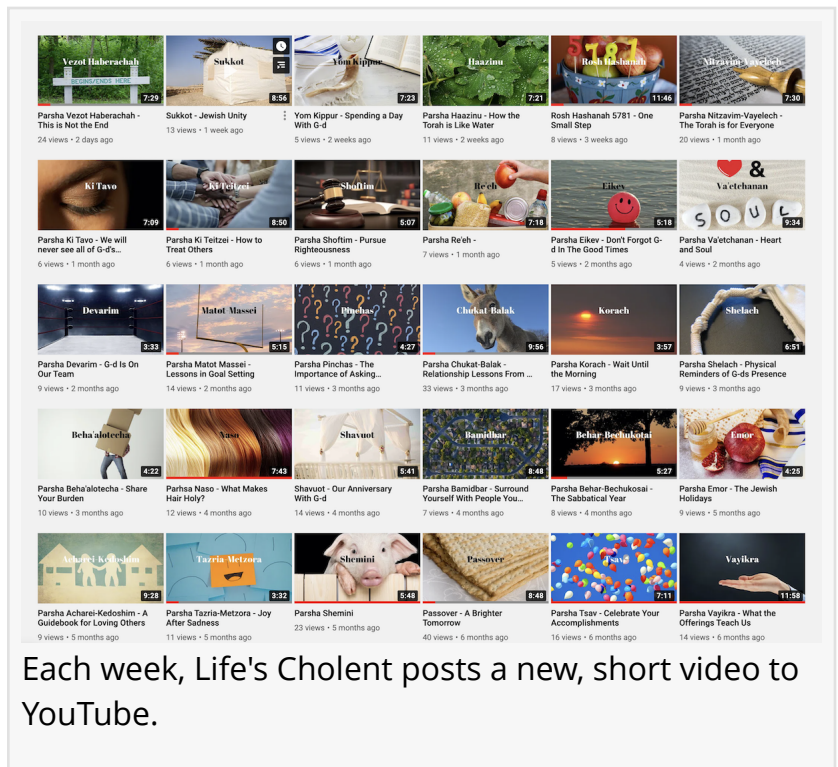 Vezot Haberachah
BEGINS/ENDS HERE
7:29
Sukkot
8:56
Yom Kippur
7:23
Haazinu
7:21
5781
Rosh Hashanah
11:46
Nitzavim-Vayelech
7:30
Parsha Vezot Haberachah -
This is Not the End
24 views • 2 days ago
Sukkot - Jewish Unity
13 views • 1 week ago
Yom Kippur - Spending a Day
With G-d
5 views • 2 weeks ago
Parsha Haazinu - How the
Torah is Like Water
11 views • 2 weeks ago
Rosh Hashanah 5781 - One
Small Step
8 views • 3 weeks ago
Parsha Nitzavim-Vayelech -
The Torah is for Everyone
20 views • 1 month ago
Ki Tavo
7:09
Ki Teitzei
8:50
Shoftim
5:07
Re'eh
7:18
Eikev
5:18
&
Va'etchanan
SOUL
9:34
Parsha Ki Tavo - We will
never see all of G-d's...
6 views • 1 month ago
Parsha Ki Teitzei - How to
Treat Others
6 views • 1 month ago
Parsha Shoftim - Pursue
Righteousness
6 views • 1 month ago
Parsha Re'eh -
7 views • 1 month ago
Parsha Eikev - Don't Forgot G-
d In The Good Times
5 views • 2 months ago
Parsha Va'etchanan - Heart
and Soul
4 views • 2 months ago
Devarim
3:33
Matot-Massei
5:15
Pinchas
4:27
Chukat-Balak
9:56
Korach
3:57
Shelach
6:51
Parsha Devarim - G-d Is On
Our Team
9 views • 2 months ago
Parsha Matot Massei -
Lessons in Goal Setting
14 views • 2 months ago
Parsha Pinchas - The
Importance of Asking...
11 views • 3 months ago
Parsha Chukat-Balak -
Relationship Lessons From ...
33 views • 3 months ago
Parsha Korach - Wait Until
the Morning
17 views • 3 months ago
Parsha Shelach - Physical
Reminders of G-ds Presence
9 views • 3 months ago
Beha'alotecha
4:22
Naso
7:43
Shavuot
5:41
Bamidbar
8:48
Behar-Bechukotai
5:27
Emor
4:25
Parsha Beha'alotecha - Share
Your Burden
10 views • 3 months ago
Parhsa Naso - What Makes
Hair Holy?
12 views • 4 months ago
Shavuot - Our Anniversary
With G-d
14 views • 4 months ago
Parsha Bamidbar - Surround
Yourself With People You...
7 views • 4 months ago
Parsha Behar-Bechukosai -
The Sabbatical Year
8 views • 4 months ago
Parsha Emor - The Jewish
Holidays
9 views • 5 months ago
Acharei-Kedoshim
9:28
Tazria-Metzora
3:32
Shemini
5:48
Passover
8:48
Tsav
7:11
Vayikra
11:58
Parsha Acharei-Kedoshim - A
Guidebook for Loving Others
9 views • 5 months ago
Parsha Tazria-Metzora - Joy
After Sadness
11 views • 5 months ago
Parsha Shemini
23 views • 5 months ago
Passover - A Brighter
Tomorrow
40 views • 6 months ago
Parsha Tsav - Celebrate Your
Accomplishments
16 views • 6 months ago
Parsha Vayikra - What the
Offerings Teach Us
14 views • 6 months ago
Each week, Life's Cholent posts a new, short video to
YouTube.